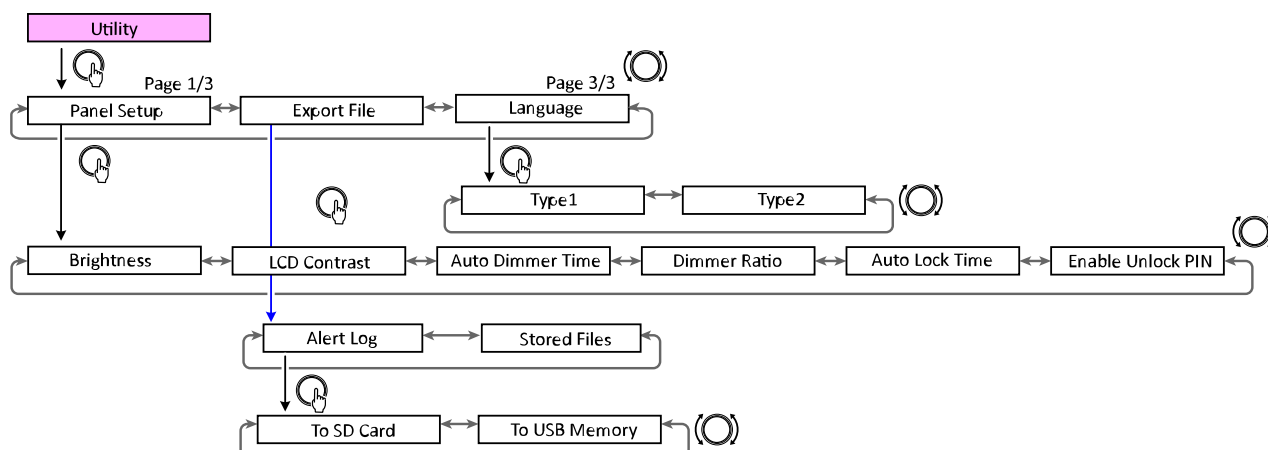 Utility
Page 1/3
Page 3/3
Panel Setup
Export File
Language
Type1
Type2
Brightness
LCD Contrast
Auto Dimmer Time
Dimmer Ratio
Auto Lock Time
Enable Unlock PIN
Alert Log
Stored Files
To SD Card
To USB Memory